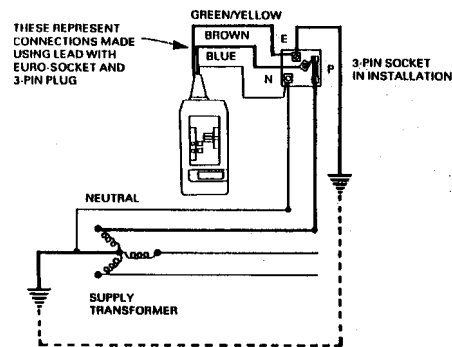 GREEN/YELLOW
THESE REPRESENT
CONNECTIONS MADE
USING LEAD WITH
EURO-SOCKET AND
3-PIN PLUG
BROWN
BLUE
E
N
P
3-PIN SOCKET
IN INSTALLATION
NEUTRAL
SUPPLY
TRANSFORMER